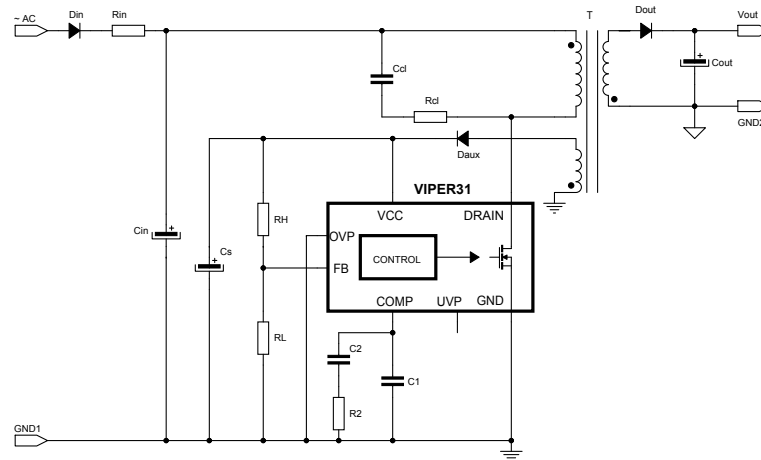 ~ AC
Din
Rin
T
Dout
Vout
Ccl
Cout
Rcl
GND2
Daux
VIPER31
VCC
DRAIN
RH
OVP
Cin
Cs
CONTROL
FB
COMP
UVP
GND
RL
C2
C1
R2
GND1